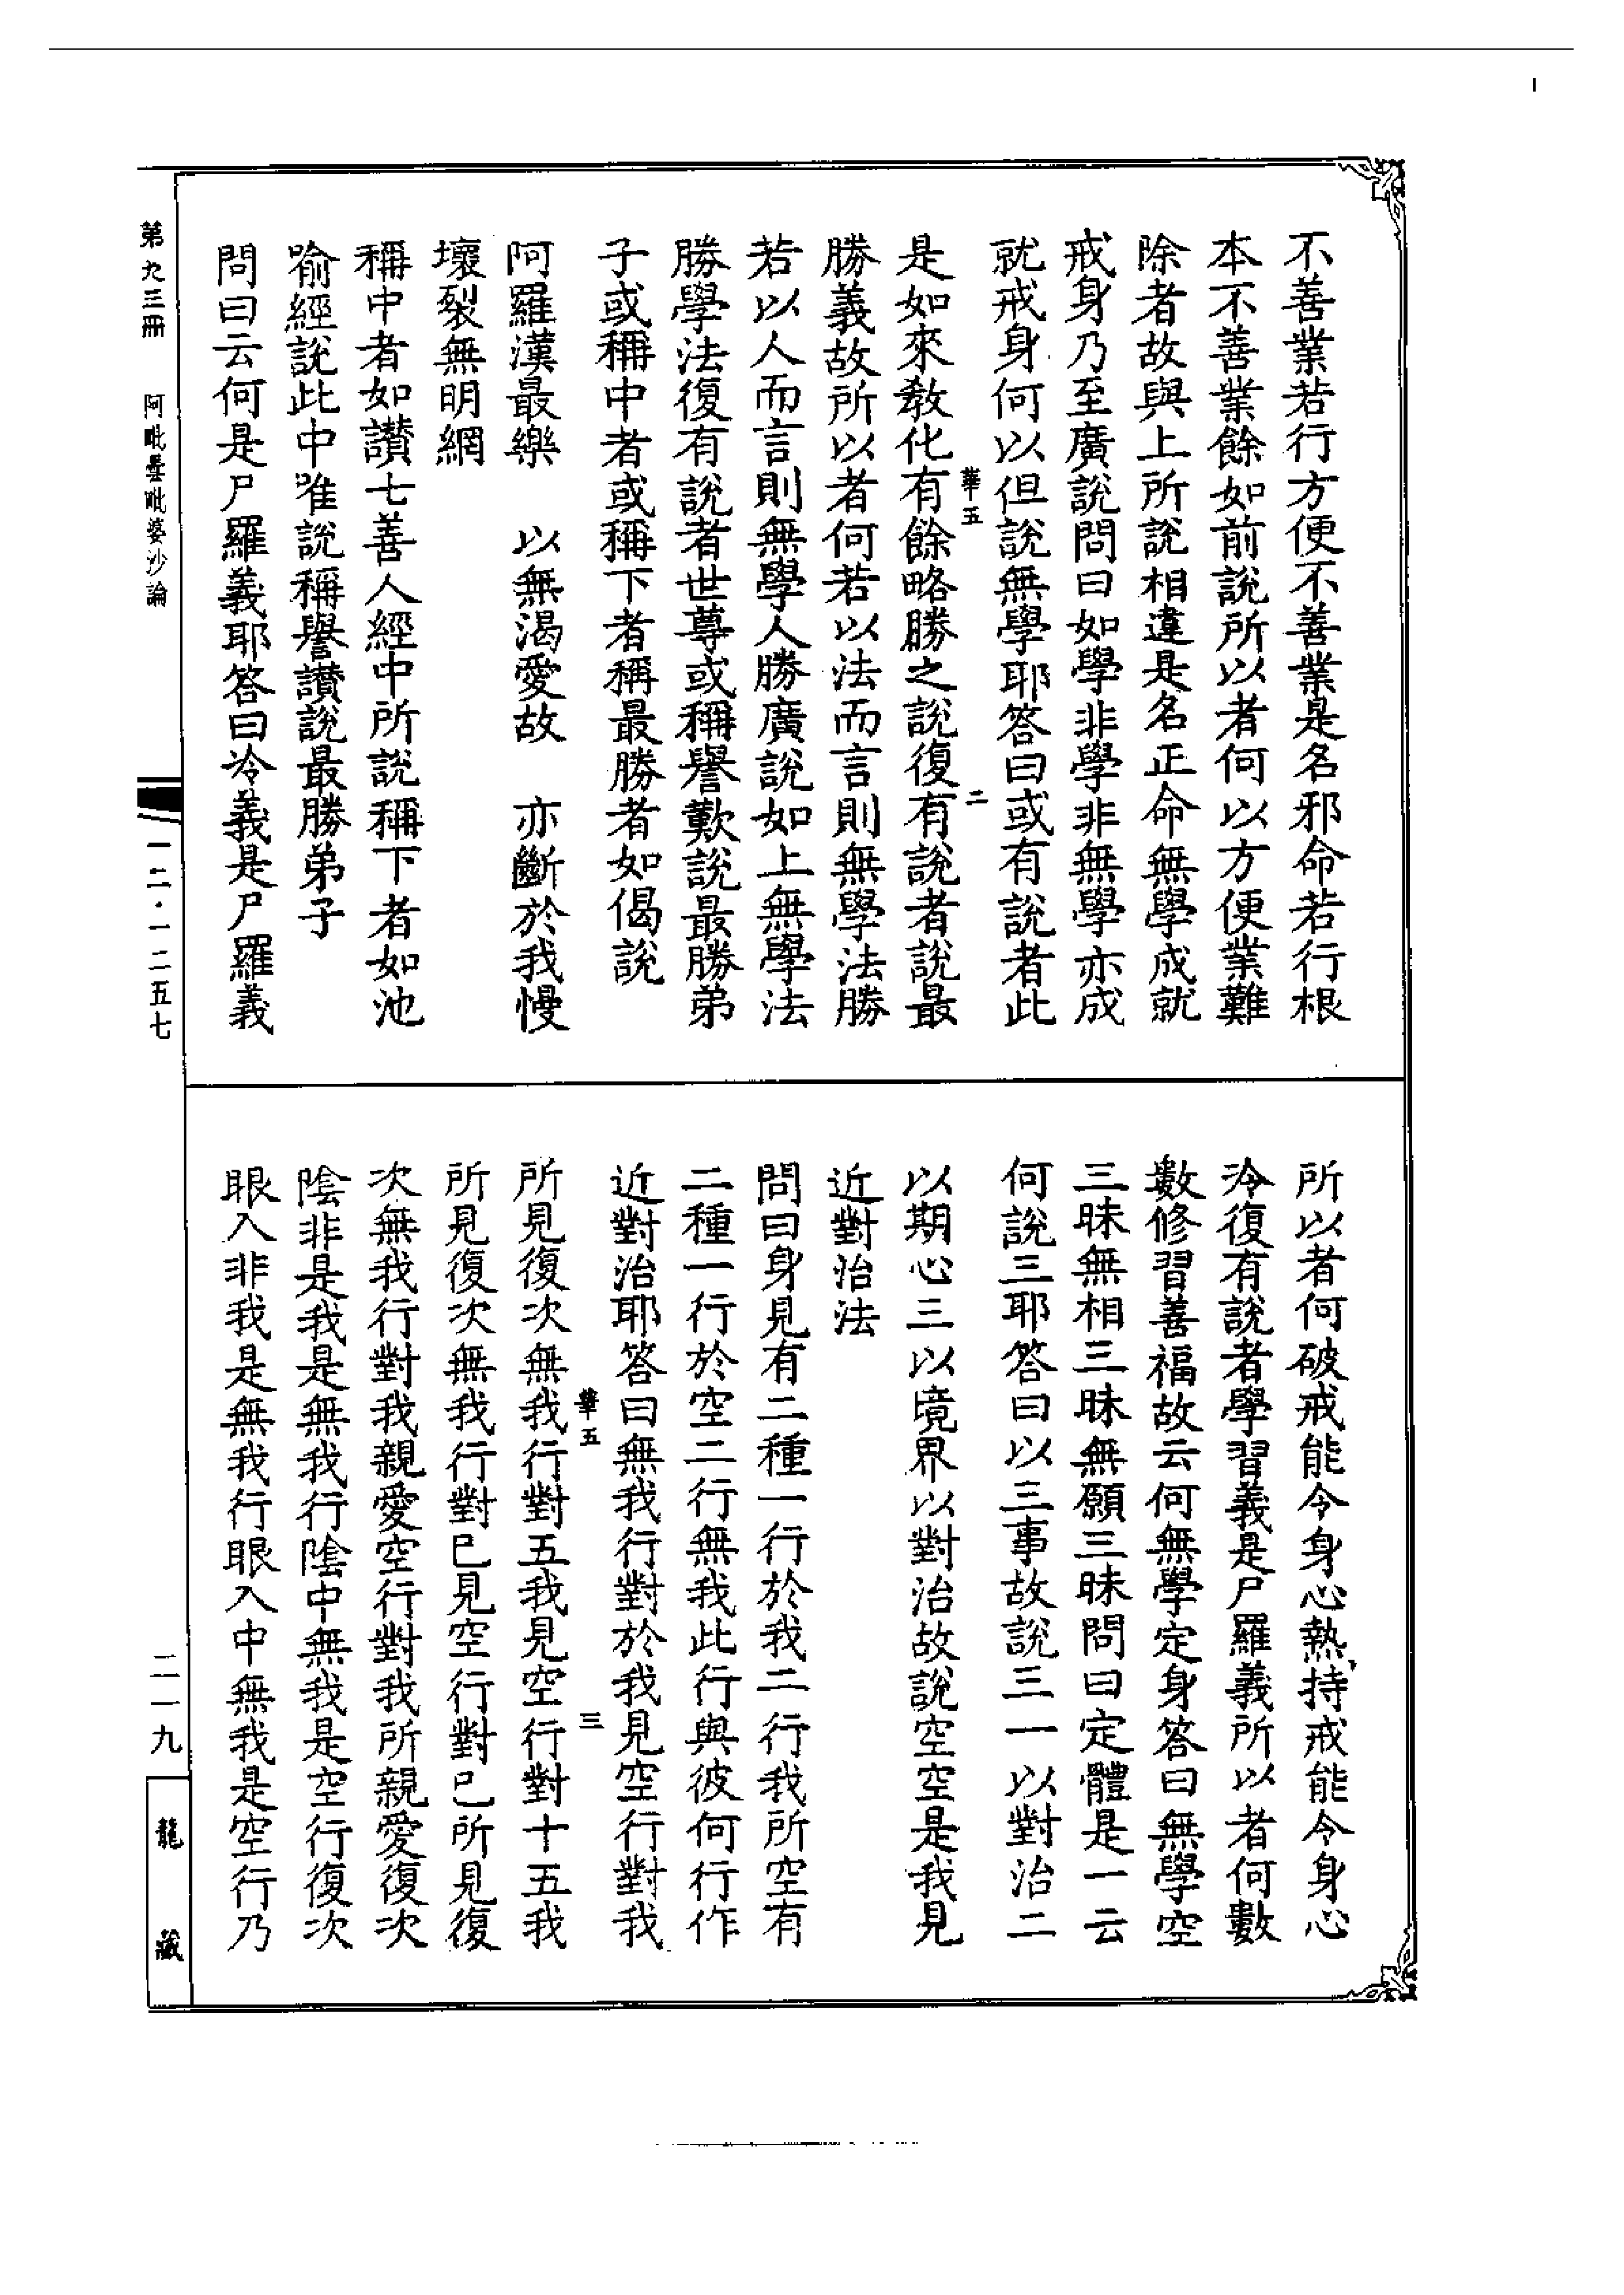 不善業若行方便不善業是名邪命若行根
本不善業餘如前說所以者何以方便業難
除者故與上所說相違是名正命無學成就
戒身乃至廣說問曰如學非學非無學亦成
就戒身何以但說無學耶答曰或有說者此
華五
二
是如來教化有餘略勝之說復有說者說最
勝義故所以者何若以法而言則無學法勝
若以人而言則無學人勝廣說如上無學法
勝學法復有說者世尊或稱譽歎說最勝弟
子或稱中者或稱下者稱最勝者如偈說
阿羅漢最樂 以無渴愛故 亦斷於我慢
壞裂無明網
稱中者如讚七善人經中所說稱下者如池
喻經說此中唯說稱譽讚說最勝弟子
問曰云何是尸羅義耶答曰冷義是尸羅義
所以者何破戒能令身心熱持戒能令身心
冷復有說者學習義是尸羅義所以者何數
數修習善福故云何無學定身答曰無學空
三昧無相三昧無願三昧問曰定體是一云
何說三耶答曰以三事故說三一以對治二
以期心三以境界以對治故說空空是我見
近對治法
問曰身見有二種一行於我二行我所空有
二種一行於空二行無我此行與彼何行作
近對治耶答曰無我行對於我見空行對我
華五
三
所見復次無我行對五我見空行對十五我
所見復次無我行對已見空行對已所見復
次無我行對我親愛空行對我所親愛復次
陰非是我是無我行陰中無我是空行復次
眼入非我是無我行眼入中無我是空行乃
第九三冊 阿毗曇毗婆沙論
一二·一二五七
二一九
龍藏